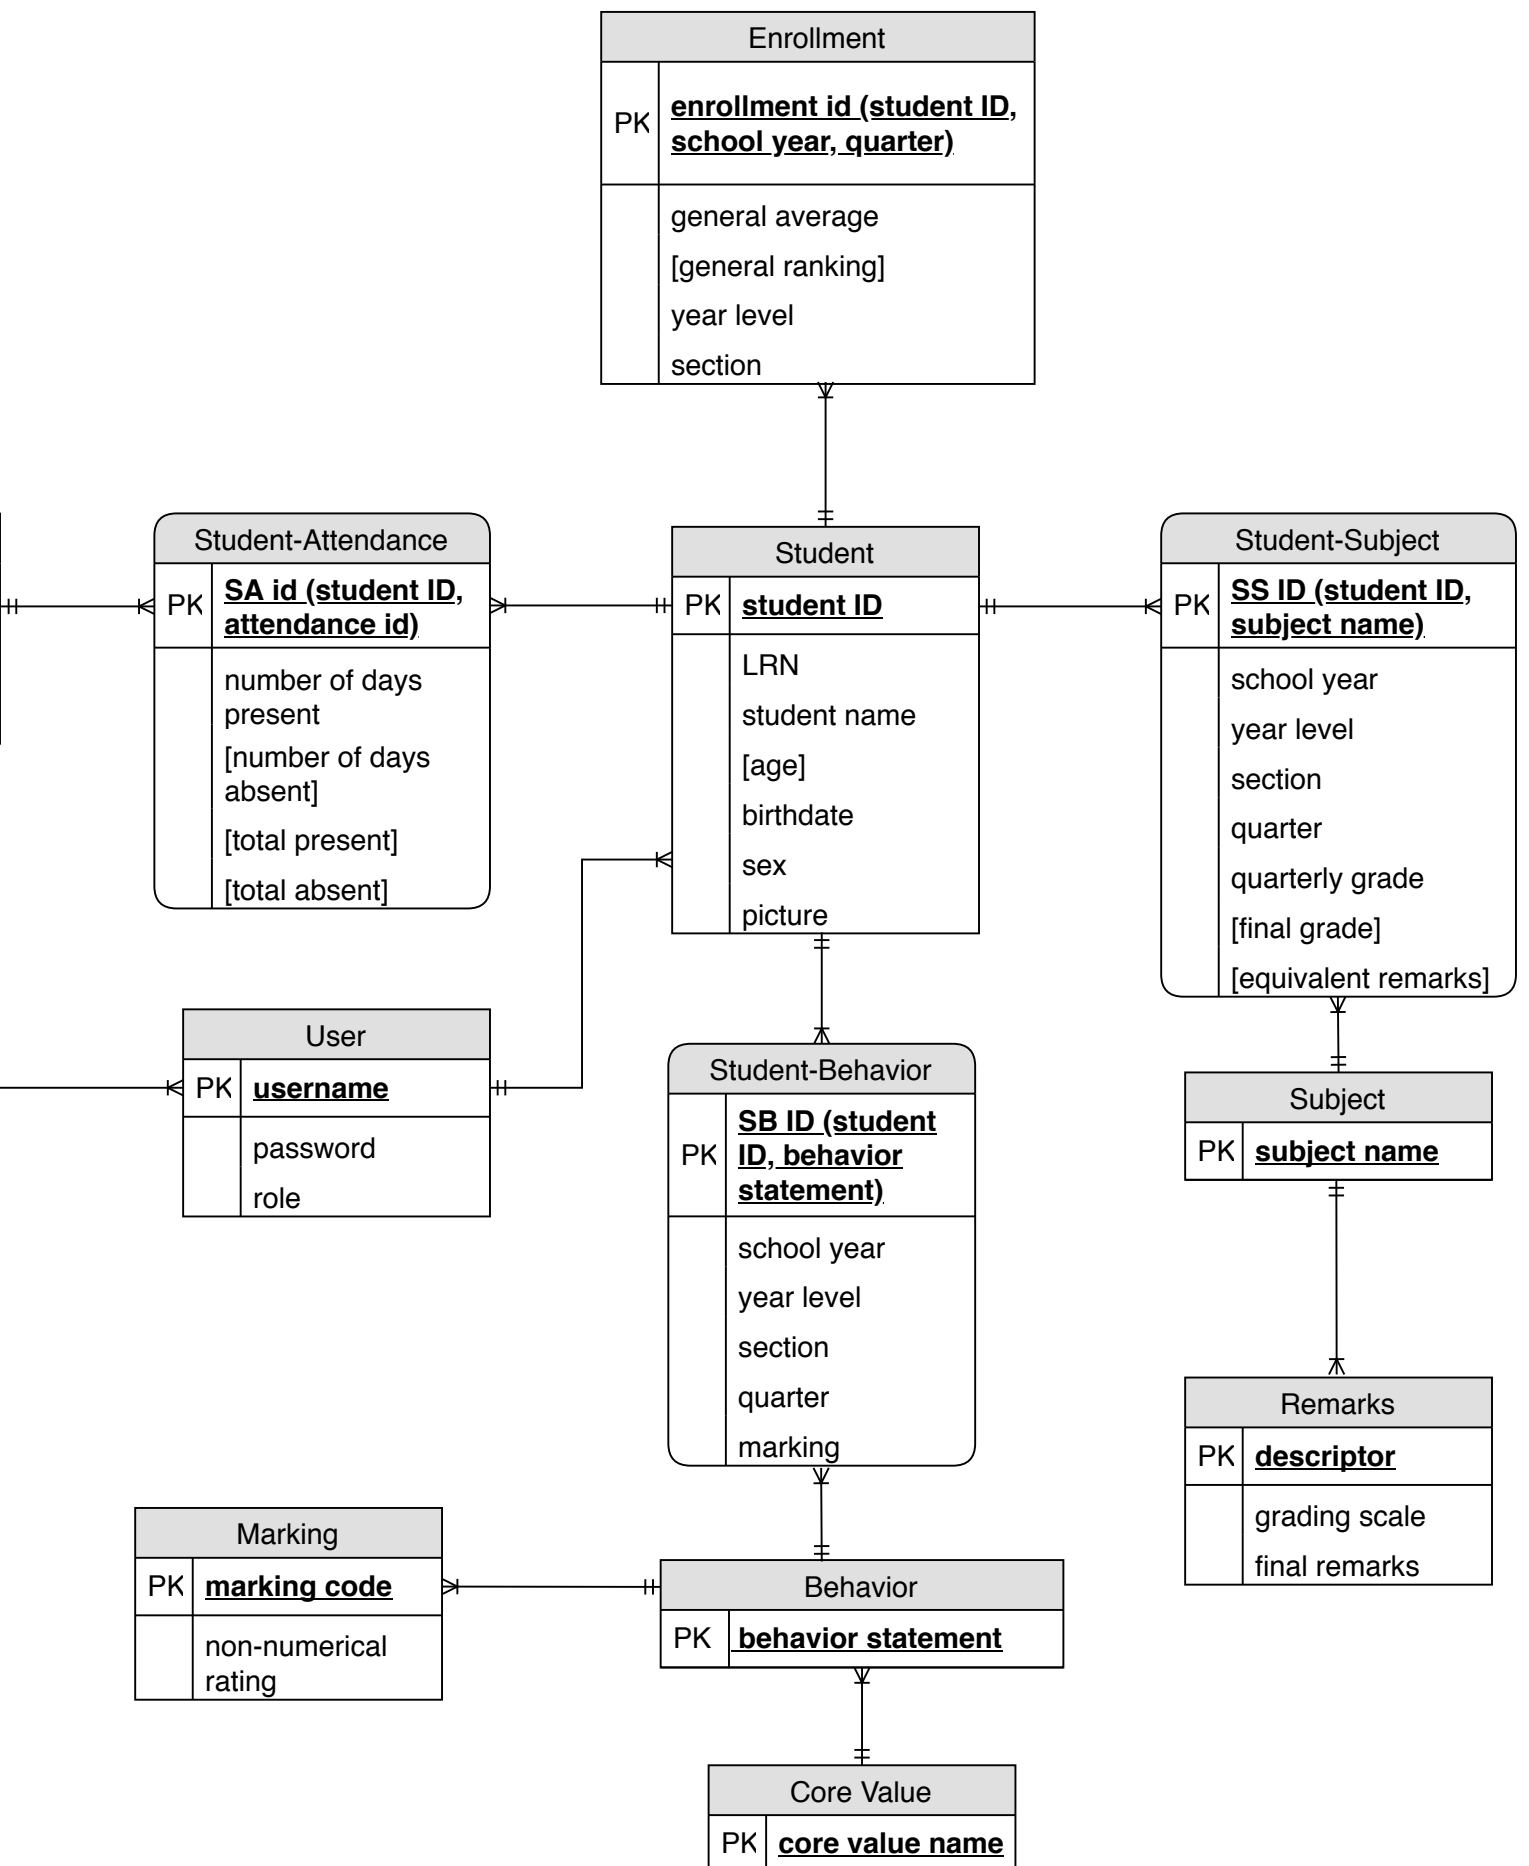 Enrollment
PK
enrollment id (student ID,
school year, quarter)
general average
[general ranking]
year level
section
Student-Attendance
PK
SA id (student ID,
attendance id)
number of days
present
[number of days
absent]
[total present]
[total absent]
Student
PK
student ID
LRN
student name
[age]
birthdate
sex
picture
Student-Subject
PK
SS ID (student ID,
subject name)
school year
year level
section
quarter
quarterly grade
[final grade]
[equivalent remarks]
User
PK
username
password
role
Student-Behavior
PK
SB ID (student
ID, behavior
statement)
school year
year level
section
quarter
marking
Subject
PK
subject name
Remarks
PK
descriptor
grading scale
final remarks
Marking
PK
marking code
non-numerical
rating
Behavior
PK
behavior statement
Core Value
PK
core value name